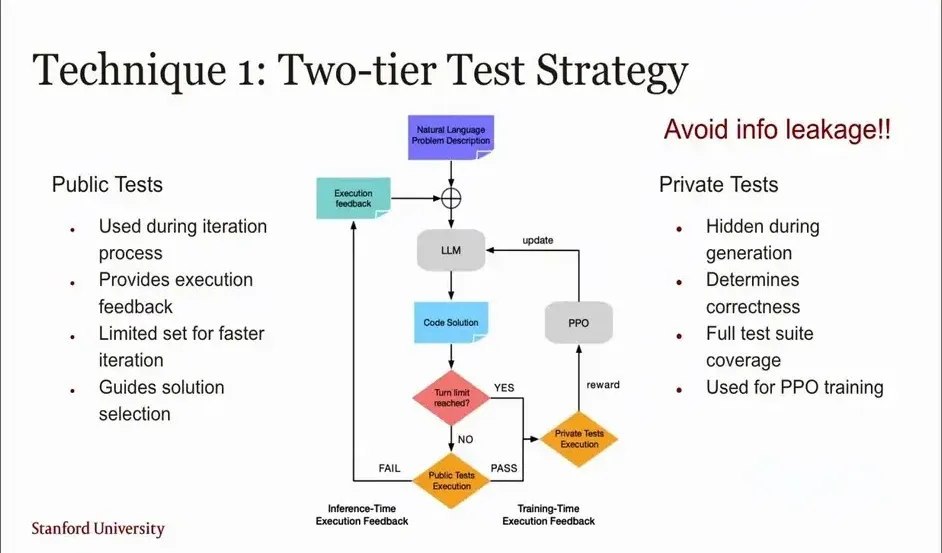 Technique 1: Two-tier Test Strategy
Avoid info leakage!!
Public Tests
• Used during iteration
process
• Provides execution
feedback
• Limited set for faster
iteration
• Guides solution
selection
Natural Language
Problem Description
Execution
feedback
LLM
update
Code Solution
PPO
Turn limit
reached?
YES
reward
NO
Private Tests
Execution
FAIL
Public Tests
Execution
PASS
Inference-Time
Execution Feedback
Training-Time
Execution Feedback
Private Tests
• Hidden during
generation
• Determines
correctness
• Full test suite
coverage
• Used for PPO training
Stanford University